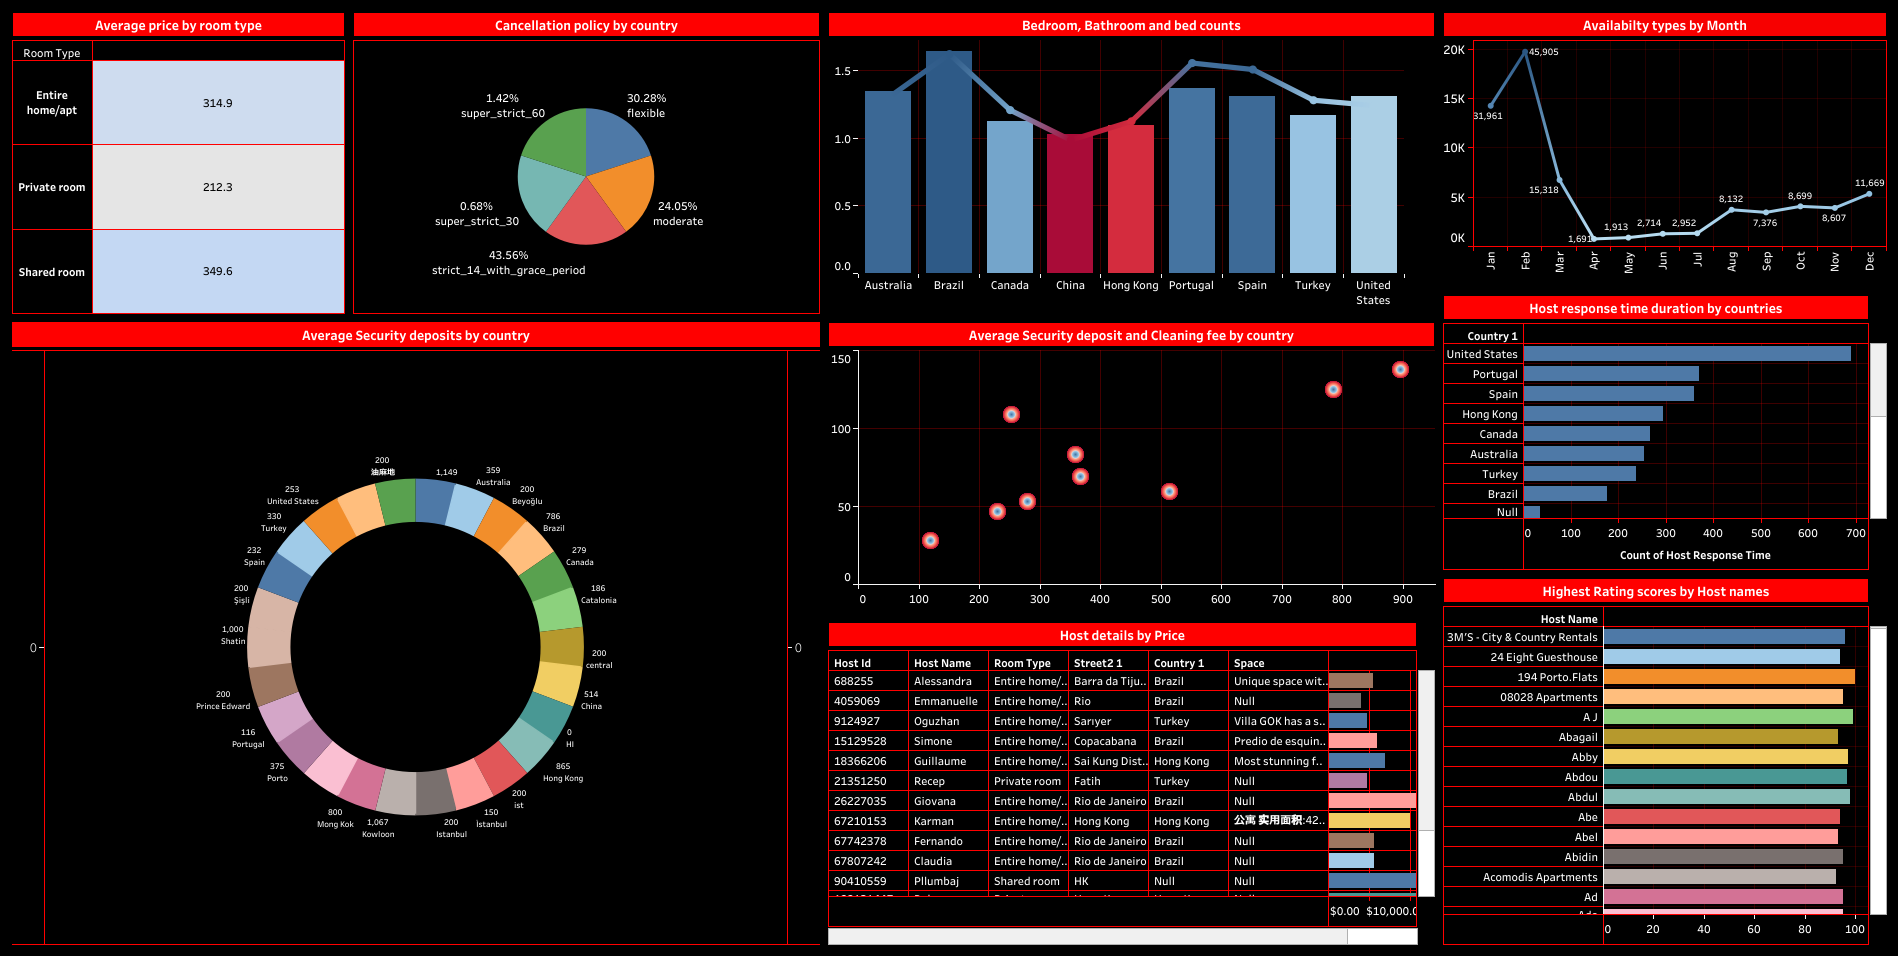 Average price by room type
Room Type
Entire
home/apt
314.9
Private room
212.3
Shared room
349.6
Cancellation policy by country
1.42%
super_strict_60
30.28%
flexible
0.68%
super_strict_30
24.05%
moderate
43.56%
strict_14_with_grace_period
Bedroom, Bathroom and bed counts
1.5
1.0
0.5
0.0
Australia
Brazil
Canada
China
Hong Kong
Portugal
Spain
Turkey
United
States
Availabilty types by Month
20K
15K
10K
5K
0K
45,905
31,961
15,318
1,691
1,913
2,714
2,952
8,132
7,376
8,699
8,607
11,669
Jan
Feb
Mar
Apr
May
Jun
Jul
Aug
Sep
Oct
Nov
Dec
Average Security deposits by country
0
0
200
油麻地
1,149
359
Australia
200
Beyoğlu
786
Brazil
279
Canada
186
Catalonia
200
central
514
China
0
HI
865
Hong Kong
200
ist
150
İstanbul
200
Istanbul
1,067
Kowloon
800
Mong Kok
375
Porto
116
Portugal
200
Prince Edward
1,000
Shatin
200
Şişli
232
Spain
330
Turkey
253
United States
Average Security deposit and Cleaning fee by country
150
100
50
0
0
100
200
300
400
500
600
700
800
900
Host response time duration by countries
Country 1
United States
Portugal
Spain
Hong Kong
Canada
Australia
Turkey
Brazil
Null
0
100
200
300
400
500
600
700
Count of Host Response Time
Host details by Price
Host Id Host Name Room Type Street2 1 Country 1 Space
688255 Alessandra Entire home/.. Barra da Tiju.. Brazil Unique space wit..
4059069 Emmanuelle Entire home/.. Rio Brazil Null
9124927 Oguzhan Entire home/.. Sarıyer Turkey Villa GOK has a s..
15129528 Simone Entire home/.. Copacabana Brazil Predio de esquin..
18366206 Guillaume Entire home/.. Sai Kung Dist.. Hong Kong Most stunning f..
21351250 Recep Private room Fatih Turkey Null
26227035 Giovana Entire home/.. Rio de Janeiro Brazil Null
67210153 Karman Entire home/.. Hong Kong Hong Kong 公寓 实用面积:42..
67742378 Fernando Entire home/.. Rio de Janeiro Brazil Null
67807242 Claudia Entire home/.. Rio de Janeiro Brazil Null
90410559 Pllumbaj Shared room HK Null Null
$0.00 $10,000.0
Highest Rating scores by Host names
Host Name
3M'S - City & Country Rentals
24 Eight Guesthouse
194 Porto.Flats
08028 Apartments
A J
Abagail
Abby
Abdou
Abdul
Abe
Abel
Abidin
Acomodis Apartments
Ad
0
20
40
60
80
100